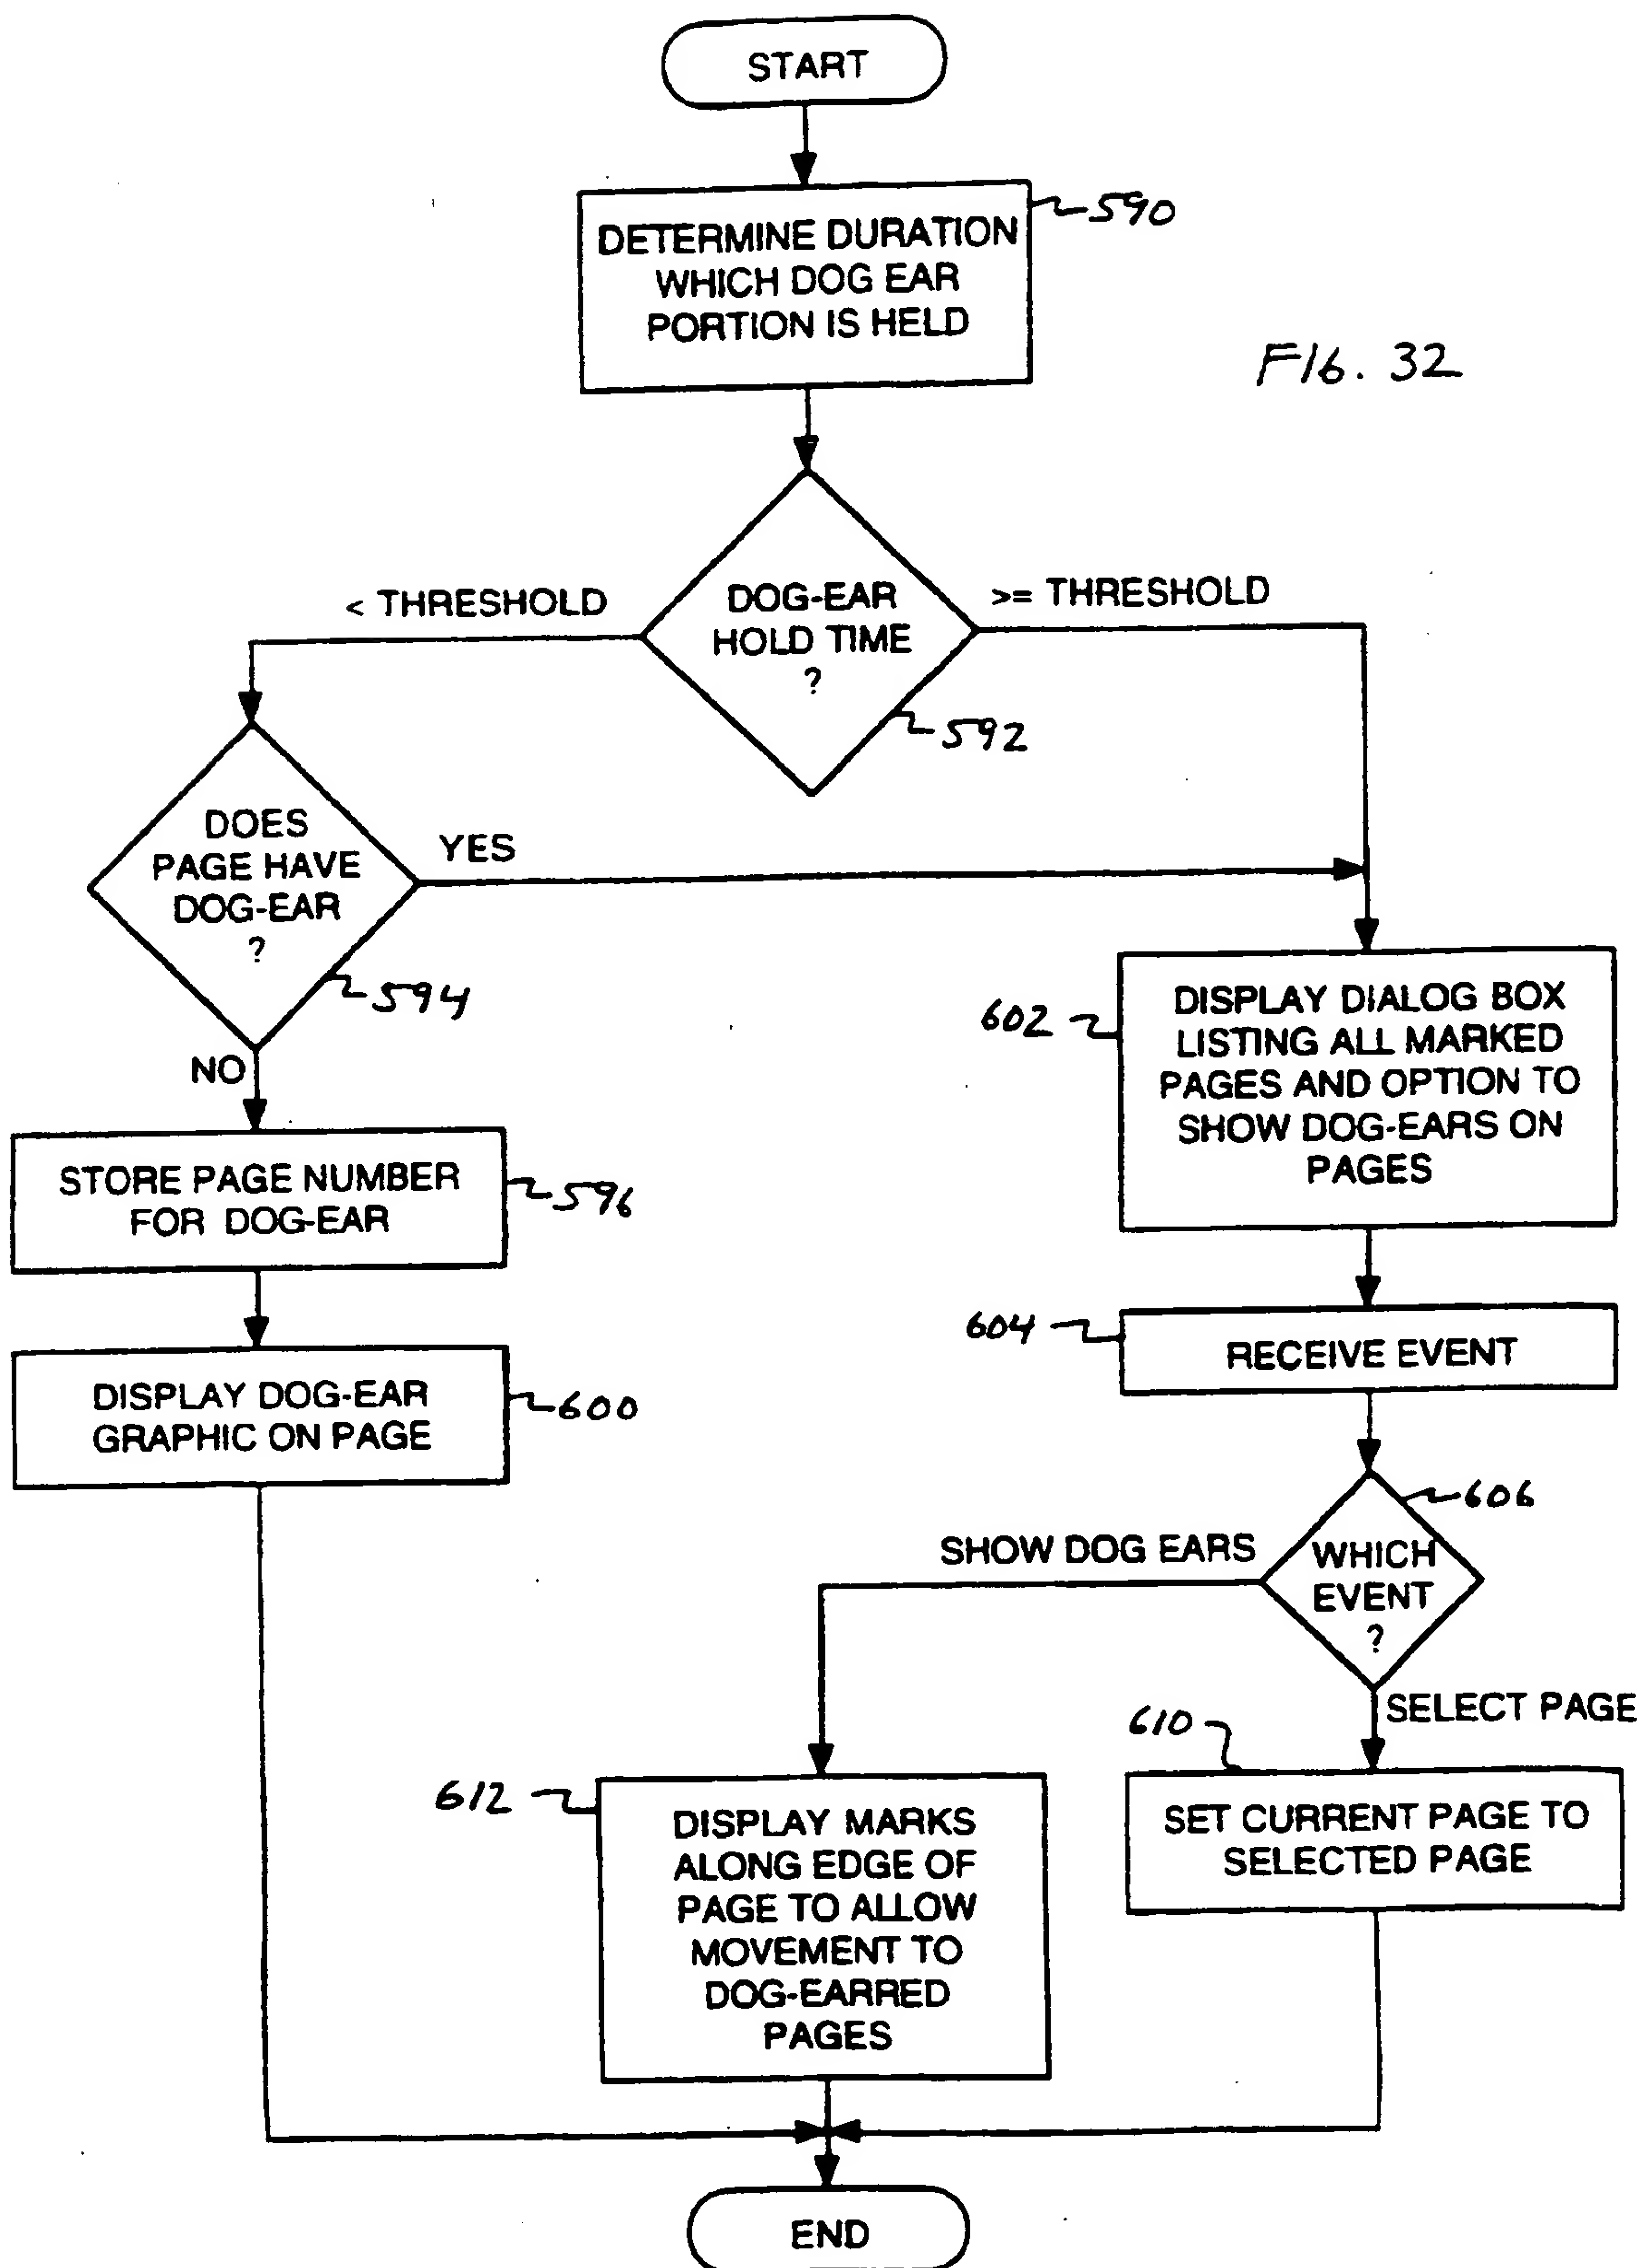 START
590
DETERMINE DURATION
WHICH DOG EAR
PORTION IS HELD
FIG. 32
< THRESHOLD
DOG-EAR
HOLD TIME
?
>= THRESHOLD
592
DOES
PAGE HAVE
DOG-EAR
?
YES
594
NO
602
DISPLAY DIALOG BOX
LISTING ALL MARKED
PAGES AND OPTION TO
SHOW DOG-EARS ON
PAGES
STORE PAGE NUMBER
FOR DOG-EAR
596
604
RECEIVE EVENT
DISPLAY DOG-EAR
GRAPHIC ON PAGE
600
606
SHOW DOG EARS
WHICH
EVENT
?
SELECT PAGE
610
612
DISPLAY MARKS
ALONG EDGE OF
PAGE TO ALLOW
MOVEMENT TO
DOG-EARRED
PAGES
SET CURRENT PAGE TO
SELECTED PAGE
END